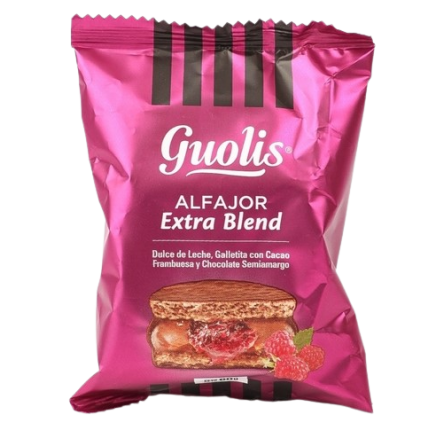 Guolis®
ALFAJOR
Extra Blend
Dulce de Leche, Galletita con Cacao
Frambuesa y Chocolate Semiamargo